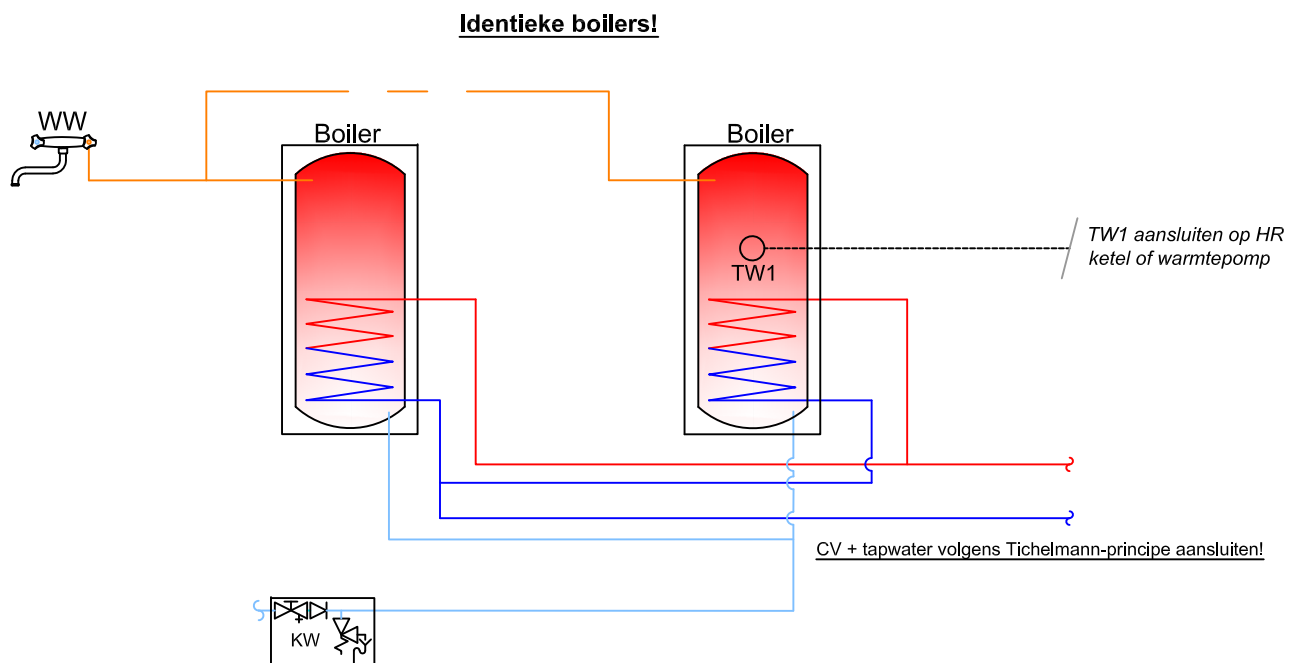 Identieke boilers!
WW
Boiler
Boiler
TW1
TW1 aansluiten op HR
ketel of warmtepomp
CV + tapwater volgens Tichelmann-principe aansluiten!
KW